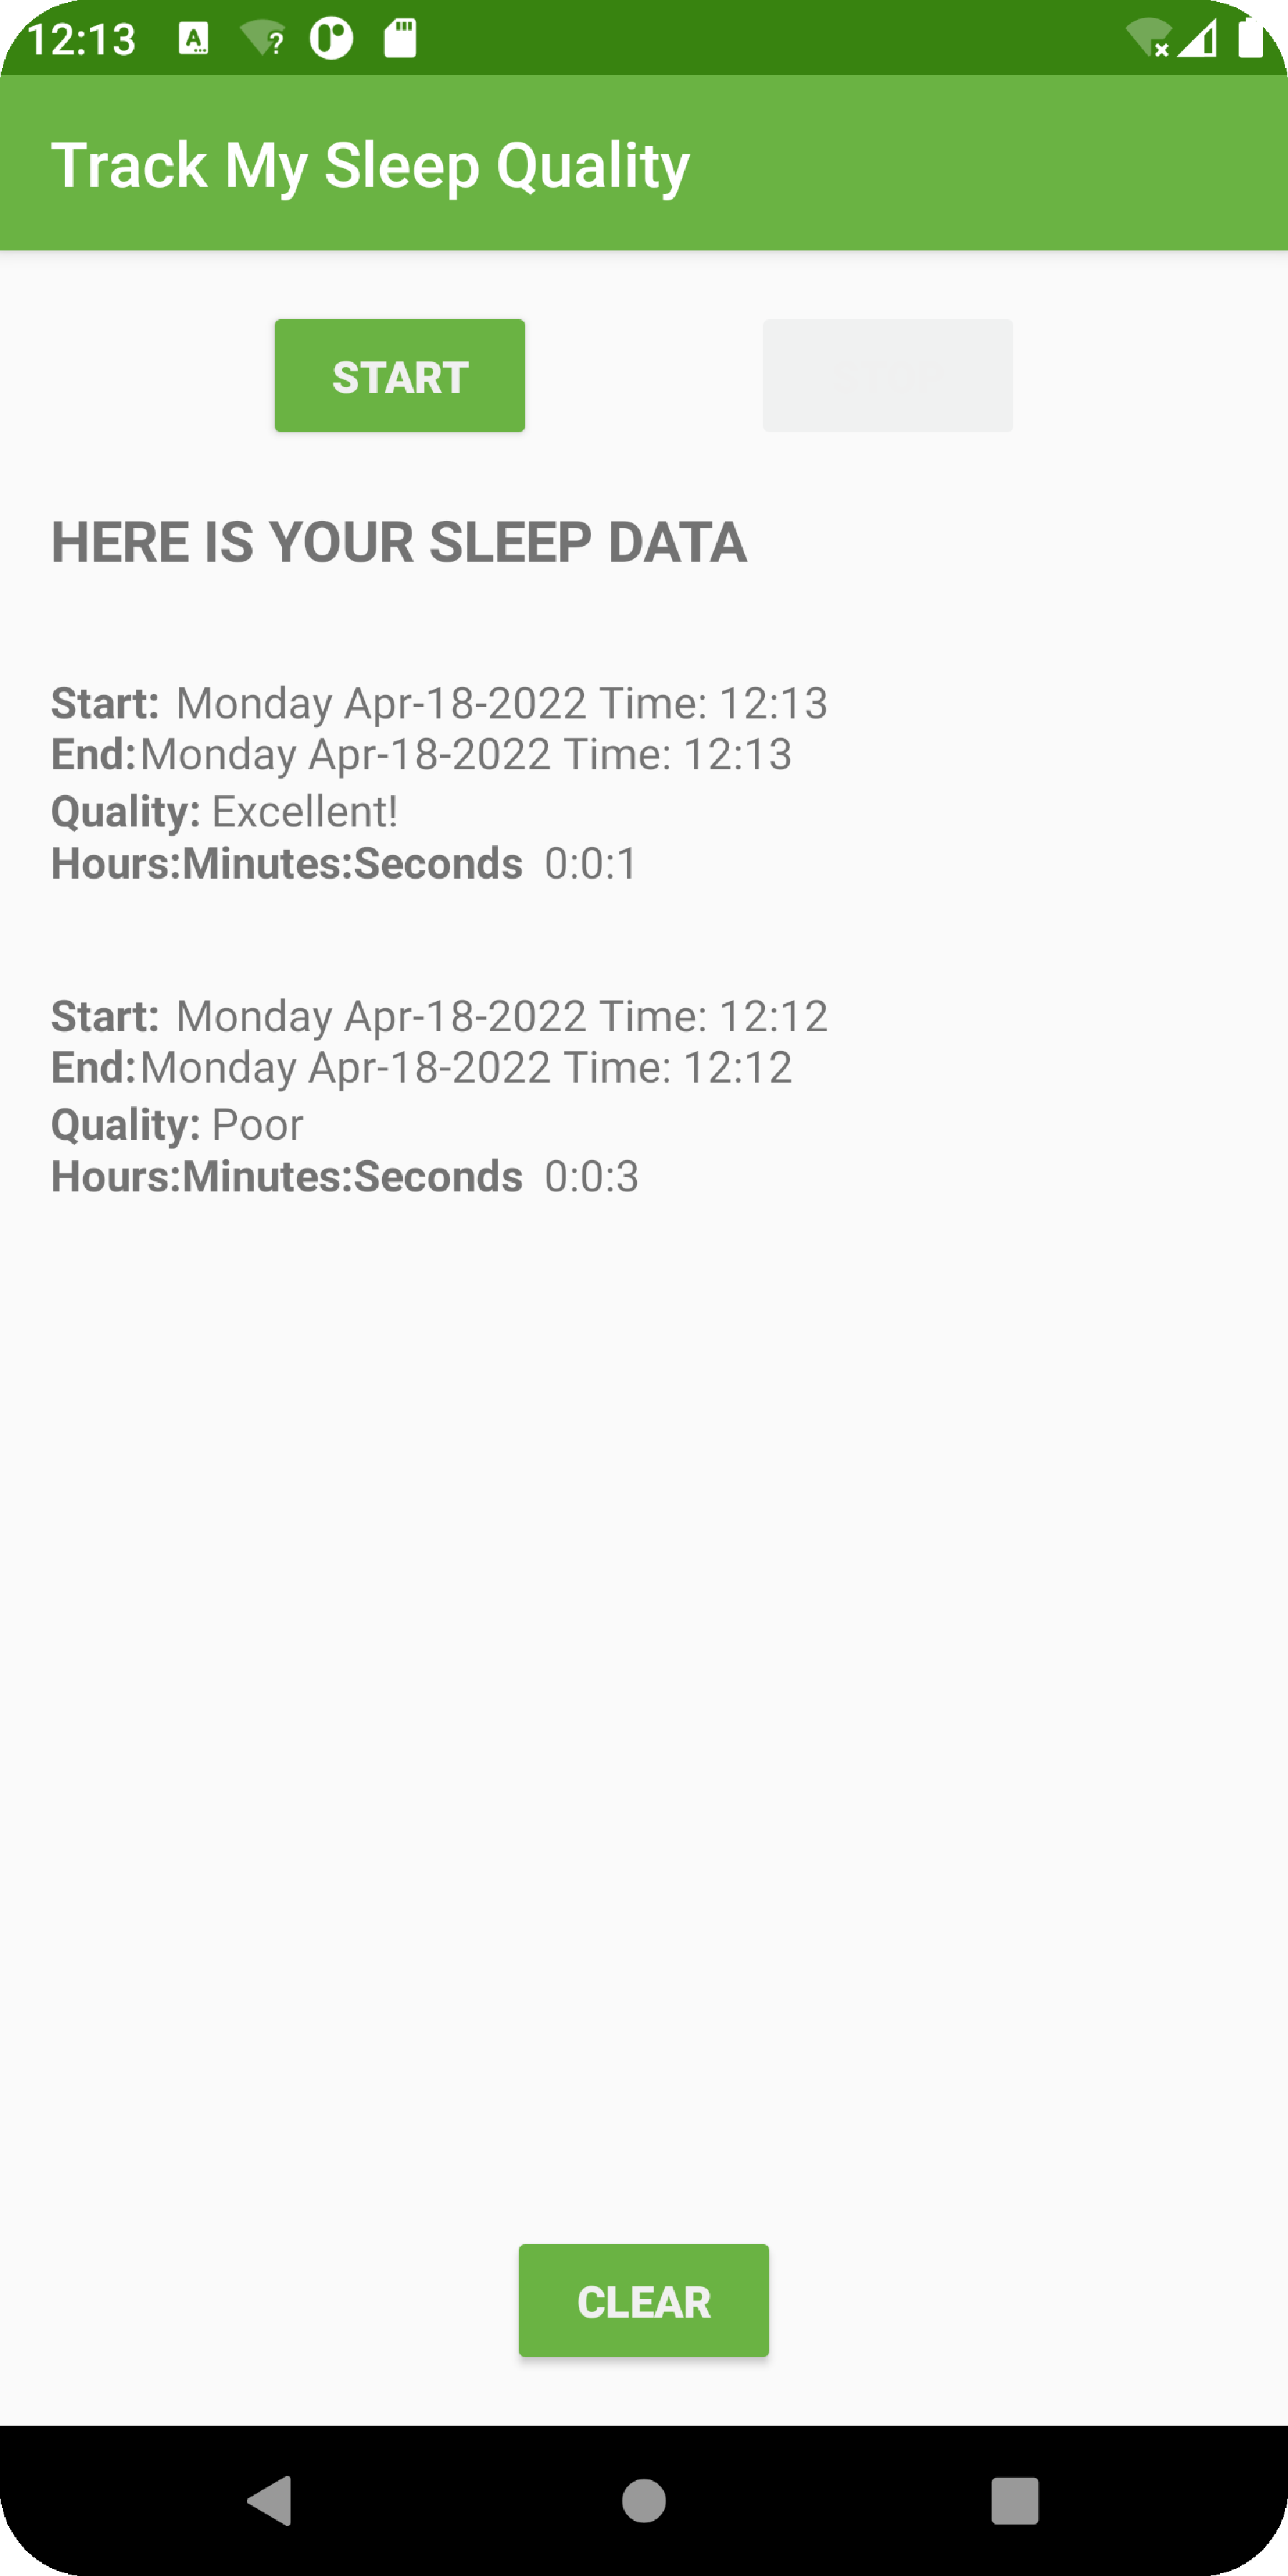 12:13
Track My Sleep Quality
START
HERE IS YOUR SLEEP DATA
Start: Monday Apr-18-2022 Time: 12:13
End:Monday Apr-18-2022 Time: 12:13
Quality: Excellent!
Hours:Minutes:Seconds 0:0:1
Start: Monday Apr-18-2022 Time: 12:12
End:Monday Apr-18-2022 Time: 12:12
Quality: Poor
Hours:Minutes:Seconds 0:0:3
CLEAR